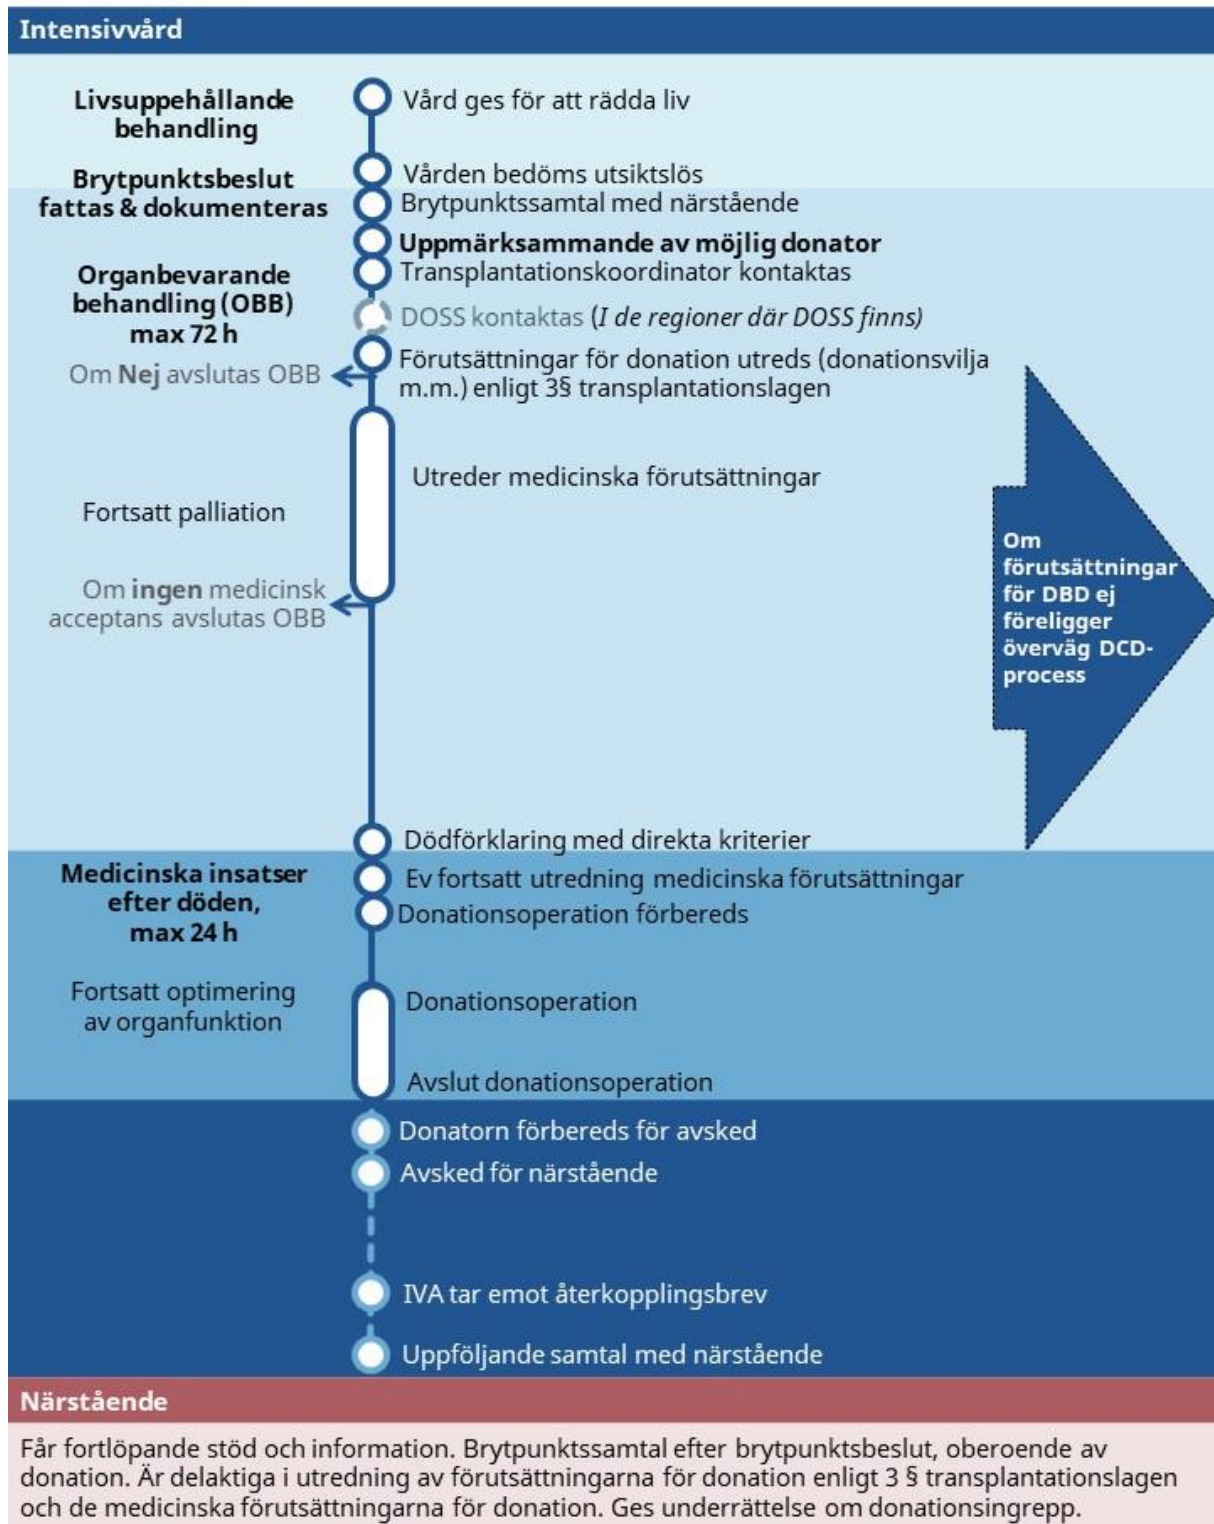 Intensivvård
Livsuppehållande
behandling
Vård ges för att rädda liv
Brytpunktsbeslut
fattas & dokumenteras
Vården bedöms utsiktslös
Brytpunktssamtal med närstående
Uppmärksammande av möjlig donator
Organbevarande
behandling (OBB)
max 72 h
Transplantationskoordinator kontaktas
DOSS kontaktas (I de regioner där DOSS finns)
Om Nej avslutas OBB
Förutsättningar för donation utreds (donationsvilja
m.m.) enligt 3§ transplantationslagen
Utreder medicinska förutsättningar
Fortsatt palliation
Om ingen medicinsk
acceptans avslutas OBB
Om
förutsättningar
för DBD ej
föreligger
överväg DCD-
process
Dödförklaring med direkta kriterier
Medicinska insatser
efter döden,
max 24 h
Ev fortsatt utredning medicinska förutsättningar
Donationsoperation förbereds
Fortsatt optimering
av organfunktion
Donationsoperation
Avslut donationsoperation
Donatorn förbereds för avsked
Avsked för närstående
IVA tar emot återkopplingsbrev
Uppföljande samtal med närstående
Närstående
Får fortlöpande stöd och information. Brytpunktssamtal efter brytpunktsbeslut, oberoende av
donation. Är delaktiga i utredning av förutsättningarna för donation enligt 3 § transplantationslagen
och de medicinska förutsättningarna för donation. Ges underrättelse om donationsingrepp.